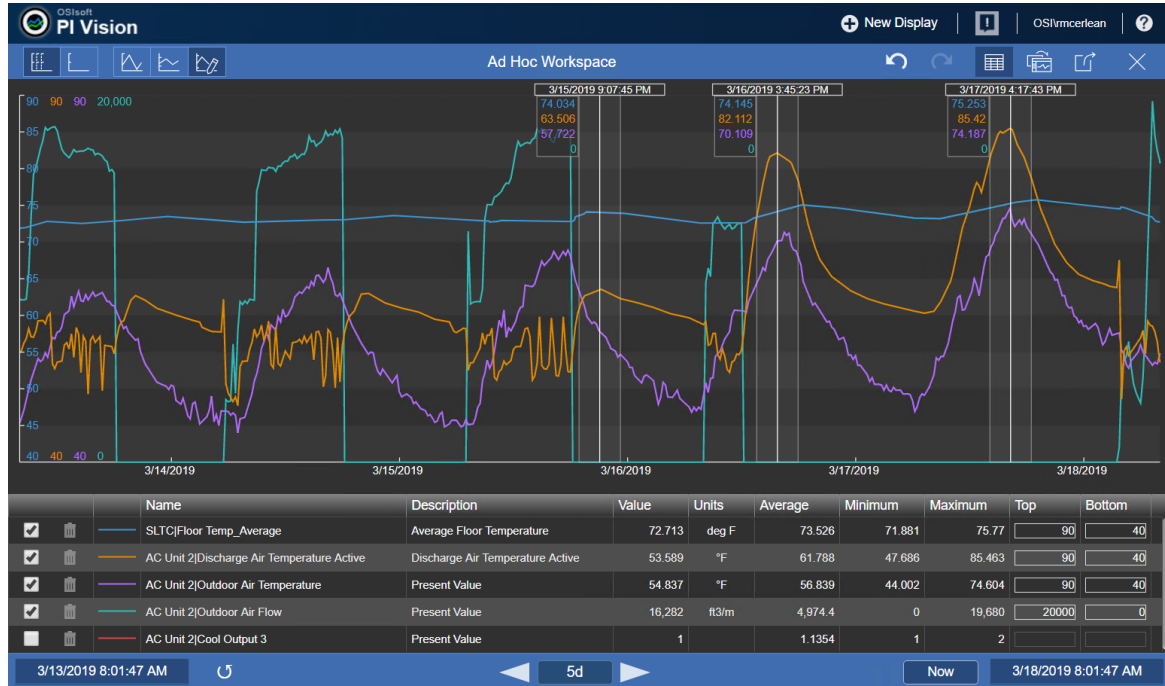 OSIsoft
PI Vision
New Display
OSI\rmcerlean
?
Ad Hoc Workspace
3/15/2019 9:07:45 PM
3/16/2019 3:45:23 PM
3/17/2019 4:17:43 PM
90 90 90 20,000
74.034
74.145
75.253
63.506
82.112
85.42
57.722
70.109
74.187
0
0
0
85
80
75
70
65
60
55
50
45
40 40 40 0
3/14/2019
3/15/2019
3/16/2019
3/17/2019
3/18/2019
Name Description Value Units Average Minimum Maximum Top Bottom
SLTC|Floor Temp_Average Average Floor Temperature 72.713 deg F 73.526 71.881 75.77 90 40
AC Unit 2|Discharge Air Temperature Active Discharge Air Temperature Active 53.589 °F 61.788 47.686 85.463 90 40
AC Unit 2|Outdoor Air Temperature Present Value 54.837 °F 56.839 44.002 74.604 90 40
AC Unit 2|Outdoor Air Flow Present Value 16,282 ft3/m 4,974.4 0 19,680 20000 0
AC Unit 2|Cool Output 3 Present Value 1 1.1354 1 2
3/13/2019 8:01:47 AM
5d
Now
3/18/2019 8:01:47 AM